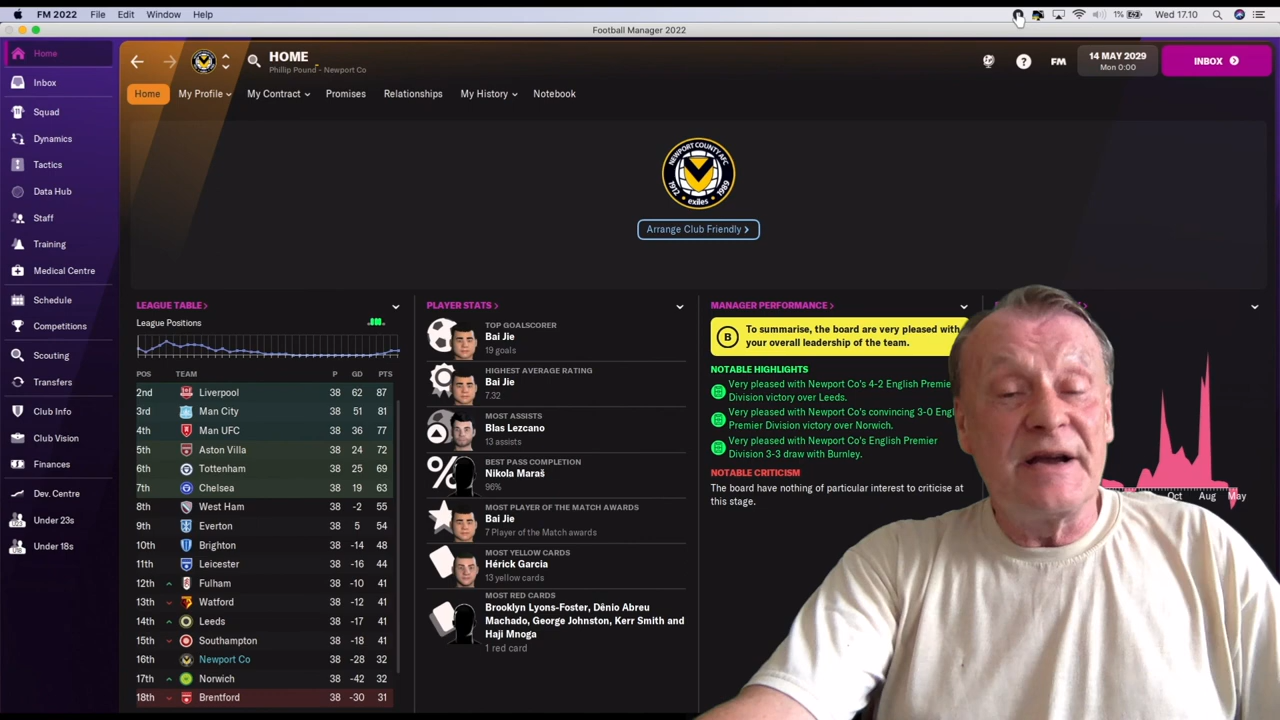 FM 2022 File Edit Window Help 1% Wed 17.10
Football Manager 2022
Home
Inbox
Squad
Dynamics
Tactics
Data Hub
Staff
Training
Medical Centre
Schedule
Competitions
Scouting
Transfers
Club Info
Club Vision
Finances
Dev. Centre
Under 23s
Under 18s
HOME
Phillip Pound - Newport Co
? FM
14 MAY 2029
Mon 0:00
INBOX
Home My Profile My Contract Promises Relationships My History Notebook
NEWPORT COUNTY AFC
1912 1989
exiles
Arrange Club Friendly >
LEAGUE TABLE >
League Positions
POS TEAM P GD PTS
2nd Liverpool 38 62 87
3rd Man City 38 51 81
4th Man UFC 38 36 77
5th Aston Villa 38 24 72
6th Tottenham 38 25 69
7th Chelsea 38 19 63
8th West Ham 38 -2 55
9th Everton 38 5 54
10th Brighton 38 -14 48
11th Leicester 38 -16 44
12th Fulham 38 -10 41
13th Watford 38 -12 41
14th Leeds 38 -17 41
15th Southampton 38 -18 41
16th Newport Co 38 -28 32
17th Norwich 38 -42 32
18th Brentford 38 -30 31
PLAYER STATS >
TOP GOALSCORER
Bai Jie
19 goals
HIGHEST AVERAGE RATING
Bai Jie
7.32
MOST ASSISTS
Blas Lezcano
13 assists
BEST PASS COMPLETION
Nikola Maraš
96%
MOST PLAYER OF THE MATCH AWARDS
Bai Jie
7 Player of the Match awards
MOST YELLOW CARDS
Hérick Garcia
13 yellow cards
MOST RED CARDS
Brooklyn Lyons-Foster, Dênio Abreu
Machado, George Johnston, Kerr Smith and
Haji Mnoga
1 red card
MANAGER PERFORMANCE >
B
To summarise, the board are very pleased with
your overall leadership of the team.
NOTABLE HIGHLIGHTS
Very pleased with Newport Co's 4-2 English Premie
Division victory over Leeds.
Very pleased with Newport Co's convincing 3-0 Engl
Premier Division victory over Norwich.
Very pleased with Newport Co's English Premier
Division 3-3 draw with Burnley.
NOTABLE CRITICISM
The board have nothing of particular interest to criticise at
this stage.
Oct Aug May